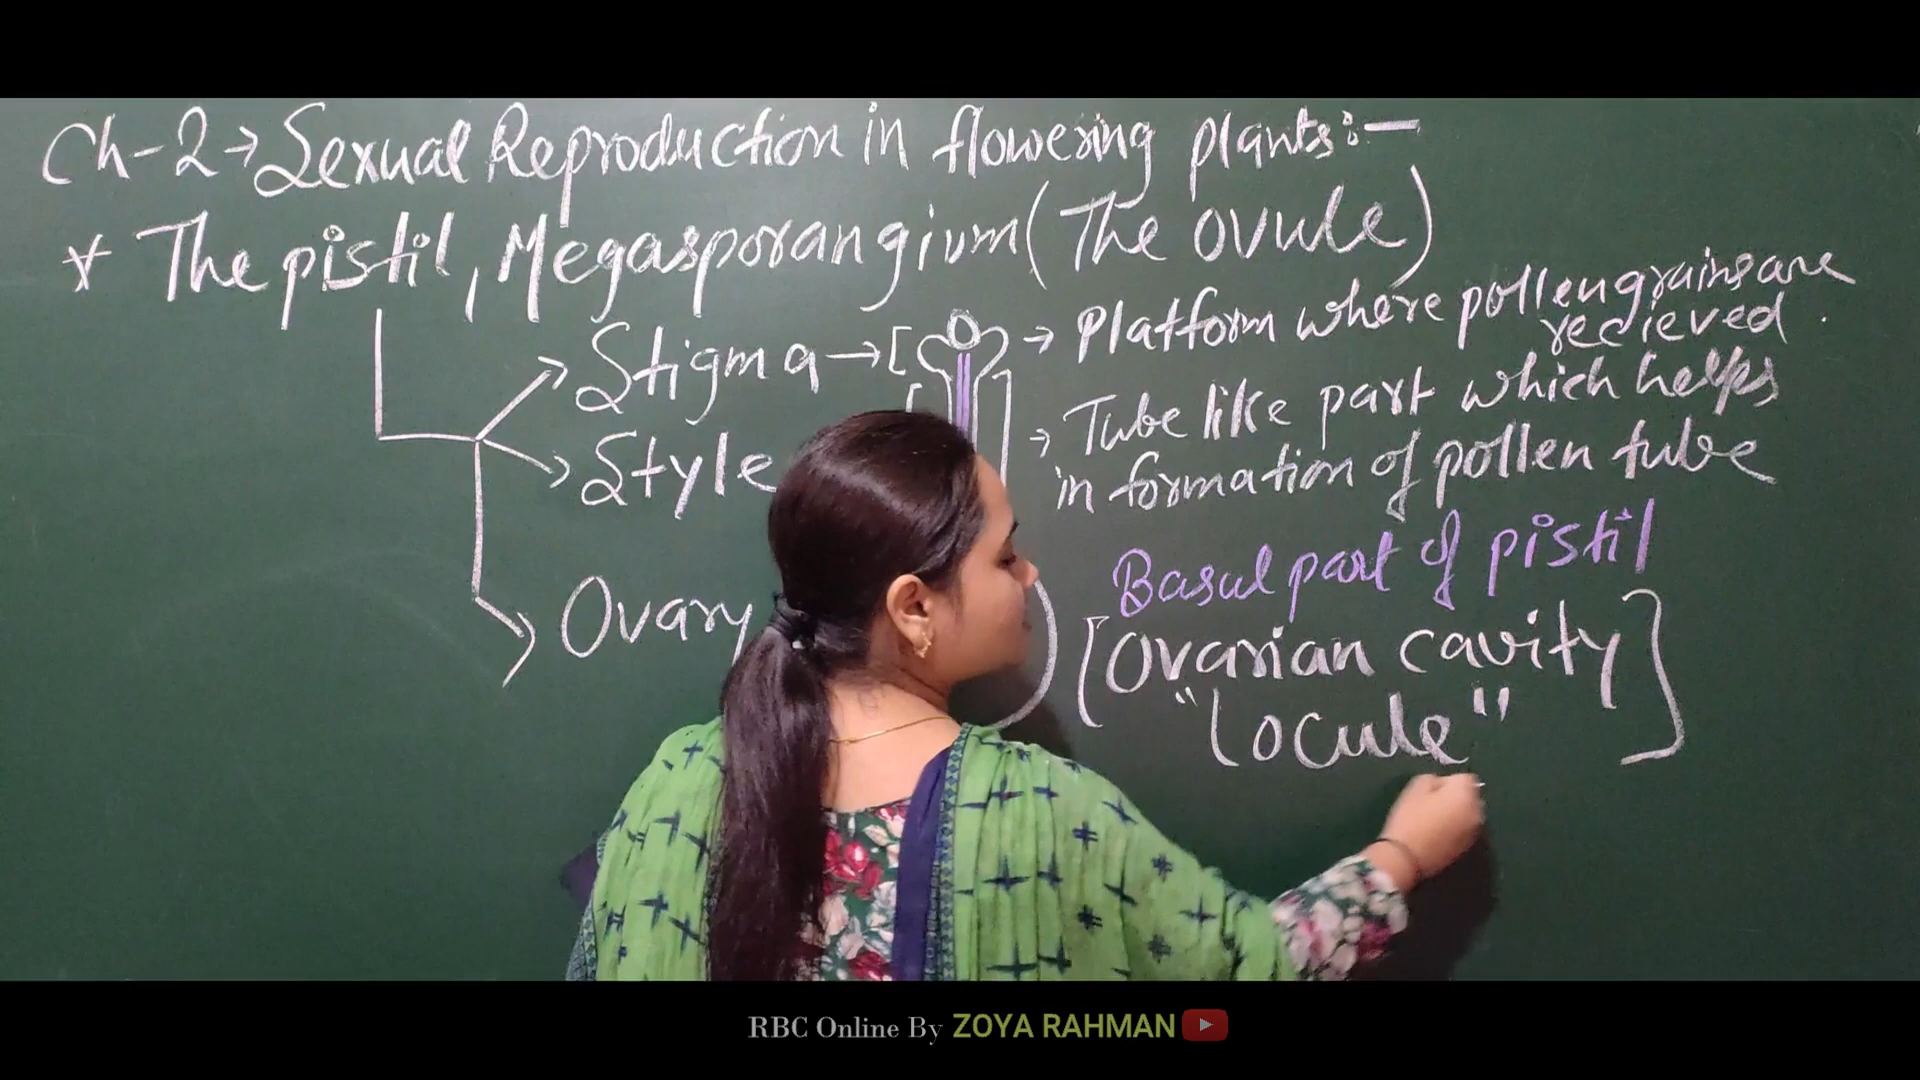 Ch-2→Sexual Reproduction in flowering plants:-
* The pistil, Megasporangium (The ovule)
Stigma → [ → Platform where pollen grains are
recieved.
Style → Tube like part which helps
in formation of pollen tube
Basal part of pistil
Ovary [Ovarian cavity
"Locule"]
RBC Online By ZOYA RAHMAN